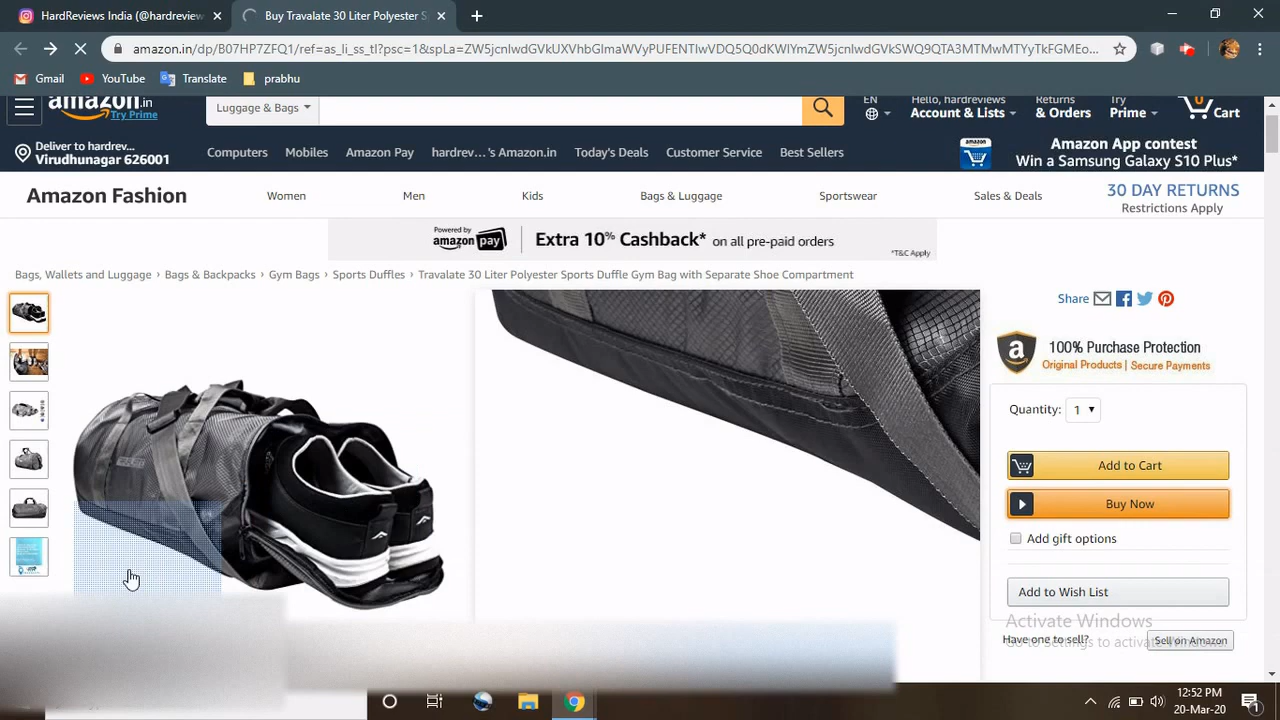 HardReviews India (@hardreview
Buy Travalate 30 Liter Polyester S
amazon.in/dp/B07HP7ZFQ1/ref=as_li_ss_tl?psc=1&spLa=ZW5jcnlwdGVkUXVhbGlmaWVyPUFENTIwVDQ5Q0dKWlYmZW5jcnlwdGVkSWQ9QTA3MTMwMTYyTkFGMEo...
Gmail YouTube Translate prabhu
amazon.in
Try Prime
Luggage & Bags
EN
Hello, hardreviews
Account & Lists
Returns
& Orders
Try
Prime
0
Cart
Deliver to hardrev...
Virudhunagar 626001
Computers Mobiles Amazon Pay hardrev...'s Amazon.in Today's Deals Customer Service Best Sellers
amazon
Amazon App contest
Win a Samsung Galaxy S10 Plus*
Amazon Fashion
Women Men Kids Bags & Luggage Sportswear Sales & Deals
30 DAY RETURNS
Restrictions Apply
Powered by
amazon pay
Extra 10% Cashback* on all pre-paid orders
*T&C Apply
Bags, Wallets and Luggage › Bags & Backpacks › Gym Bags › Sports Duffles › Travalate 30 Liter Polyester Sports Duffle Gym Bag with Separate Shoe Compartment
Share
100% Purchase Protection
Original Products | Secure Payments
Quantity: 1
Add to Cart
Buy Now
Add gift options
Add to Wish List
Activate Windows
Go to Settings to activate Windows.
Have one to sell?
Sell on Amazon
12:52 PM
20-Mar-20
1